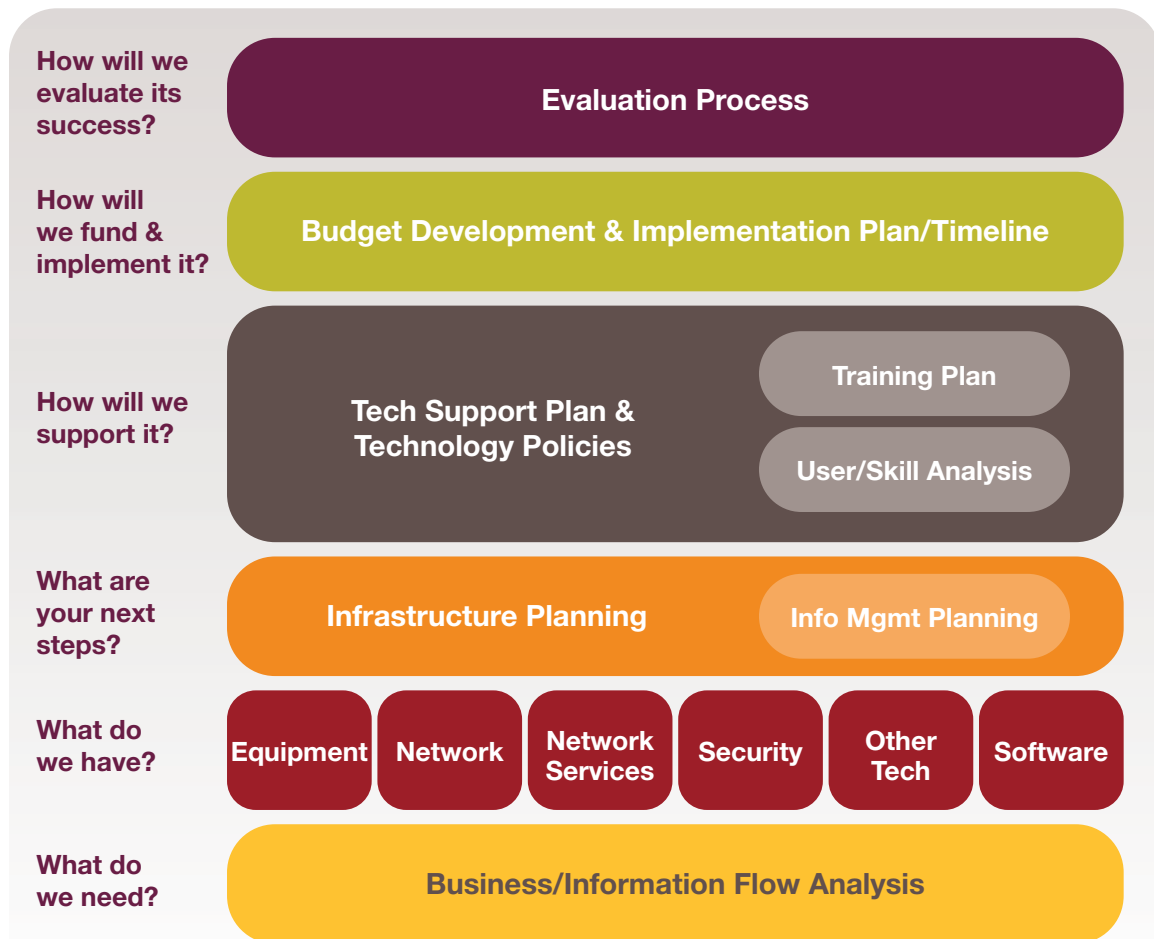 How will we
evaluate its
success?
Evaluation Process
How will
we fund &
implement it?
Budget Development & Implementation Plan/Timeline
How will we
support it?
Tech Support Plan &
Technology Policies
Training Plan
User/Skill Analysis
What are
your next
steps?
Infrastructure Planning
Info Mgmt Planning
What do
we have?
Equipment
Network
Network
Services
Security
Other
Tech
Software
What do
we need?
Business/Information Flow Analysis